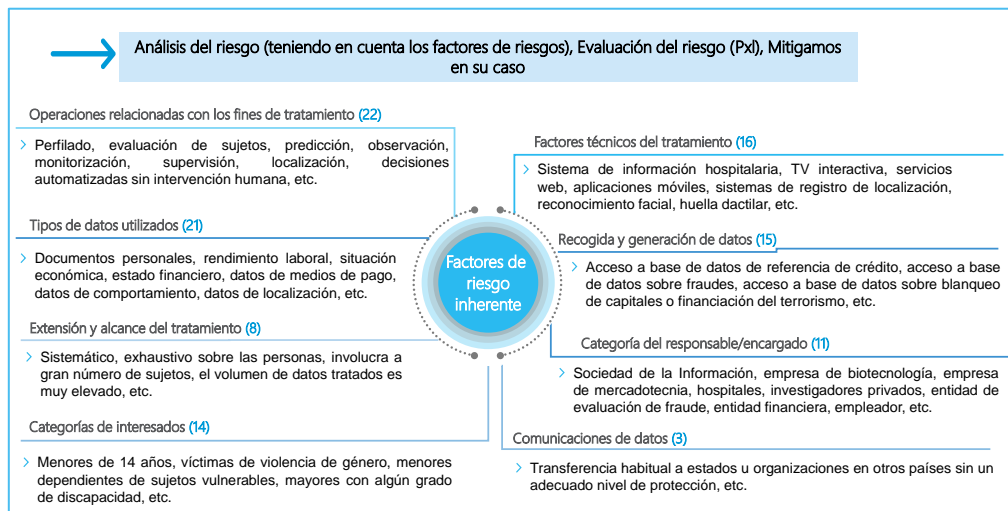 Análisis del riesgo (teniendo en cuenta los factores de riesgos), Evaluación del riesgo (PxI), Mitigamos
en su caso
Operaciones relacionadas con los fines de tratamiento (22)
Perfilado, evaluación de sujetos, predicción, observación,
monitorización, supervisión, localización, decisiones
automatizadas sin intervención humana, etc.
Tipos de datos utilizados (21)
Documentos personales, rendimiento laboral, situación
económica, estado financiero, datos de medios de pago,
datos de comportamiento, datos de localización, etc.
Extensión y alcance del tratamiento (8)
Sistemático, exhaustivo sobre las personas, involucra a
gran número de sujetos, el volumen de datos tratados es
muy elevado, etc.
Categorías de interesados (14)
Menores de 14 años, víctimas de violencia de género, menores
dependientes de sujetos vulnerables, mayores con algún grado
de discapacidad, etc.
Factores de
riesgo
inherente
Factores técnicos del tratamiento (16)
Sistema de información hospitalaria, TV interactiva, servicios
web, aplicaciones móviles, sistemas de registro de localización,
reconocimiento facial, huella dactilar, etc.
Recogida y generación de datos (15)
Acceso a base de datos de referencia de crédito, acceso a base
de datos sobre fraudes, acceso a base de datos sobre blanqueo
de capitales o financiación del terrorismo, etc.
Categoría del responsable/encargado (11)
Sociedad de la Información, empresa de biotecnología, empresa
de mercadotecnia, hospitales, investigadores privados, entidad de
evaluación de fraude, entidad financiera, empleador, etc.
Comunicaciones de datos (3)
Transferencia habitual a estados u organizaciones en otros países sin un
adecuado nivel de protección, etc.